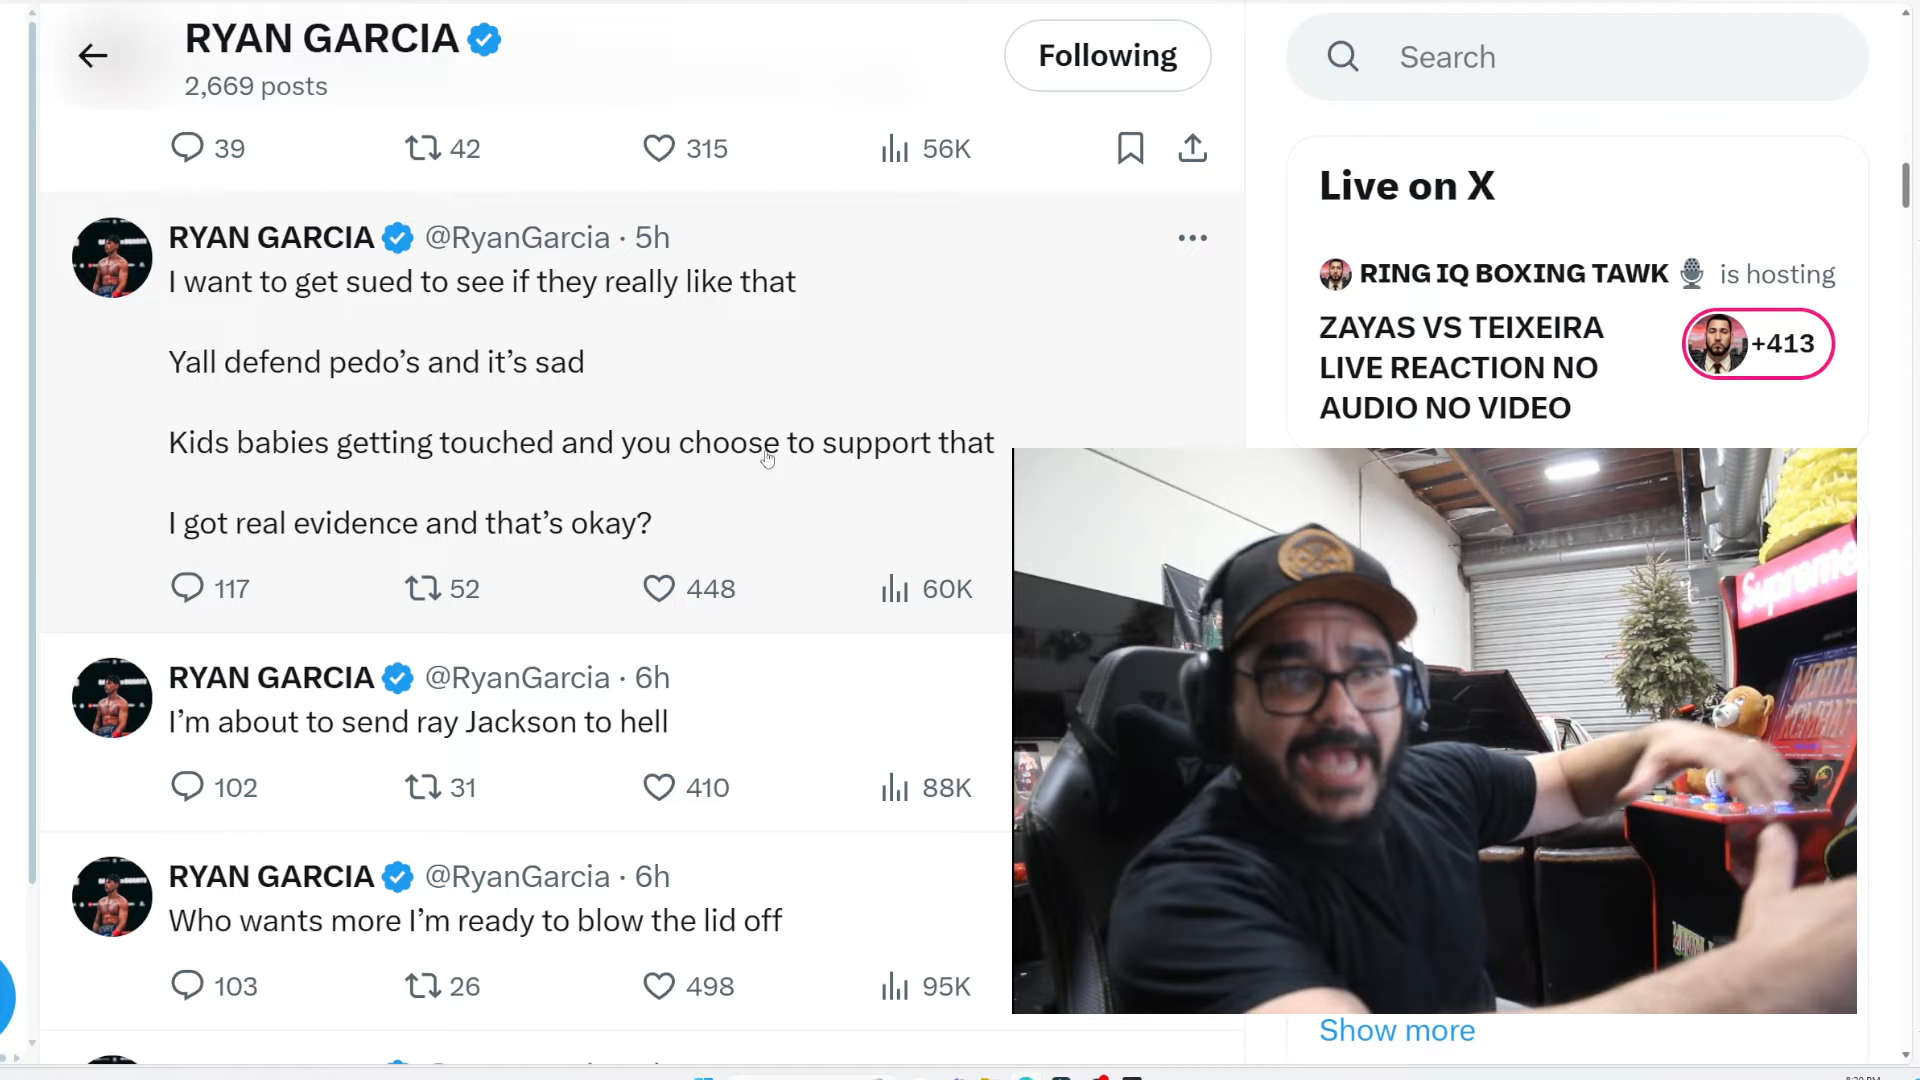 RYAN GARCIA
2,669 posts
Following
Search
39 42 315 56K
Live on X
RYAN GARCIA @RyanGarcia · 5h
I want to get sued to see if they really like that
Yall defend pedo’s and it’s sad
Kids babies getting touched and you choose to support that
I got real evidence and that’s okay?
117 52 448 60K
RING IQ BOXING TAWK is hosting
ZAYAS VS TEIXEIRA
LIVE REACTION NO
AUDIO NO VIDEO
+413
RYAN GARCIA @RyanGarcia · 6h
I’m about to send ray Jackson to hell
102 31 410 88K
RYAN GARCIA @RyanGarcia · 6h
Who wants more I’m ready to blow the lid off
103 26 498 95K
Supreme
Show more